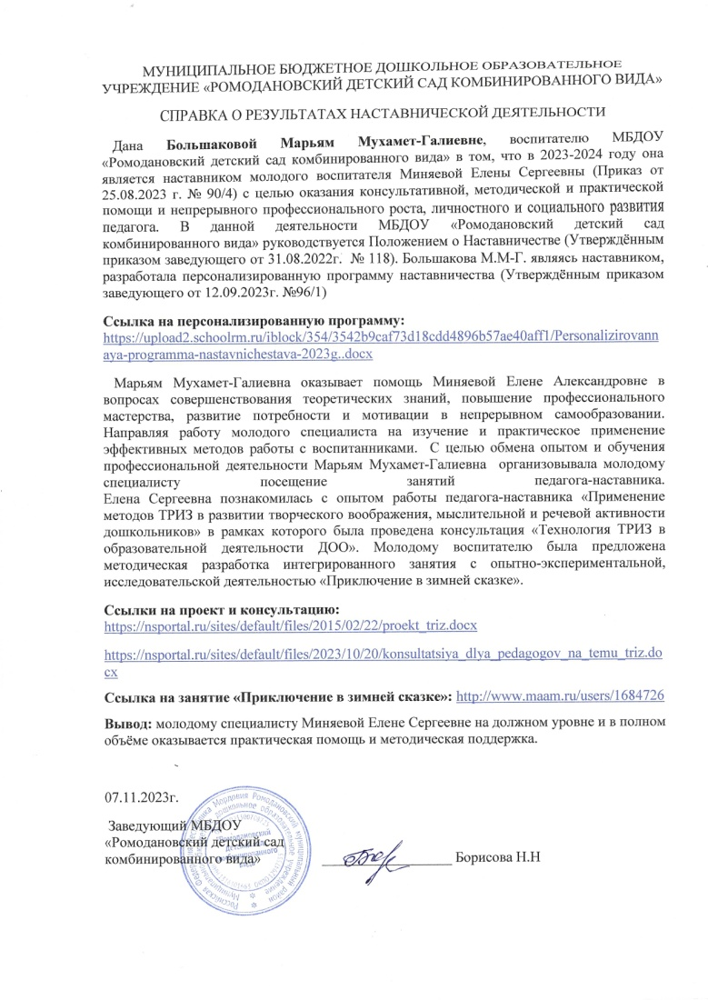 МУНИЦИПАЛЬНОЕ БЮДЖЕТНОЕ ДОШКОЛЬНОЕ ОБРАЗОВАТЕЛЬНОЕ
УЧРЕЖДЕНИЕ «РОМОДАНОВСКИЙ ДЕТСКИЙ САД КОМБИНИРОВАННОГО ВИДА»
СПРАВКА О РЕЗУЛЬТАТАХ НАСТАВНИЧЕСКОЙ ДЕЯТЕЛЬНОСТИ
Дана Большаковой Марьям Мухамет-Галиевне, воспитателю МБДОУ
«Ромодановский детский сад комбинированного вида» в том, что в 2023-2024 году она
является наставником молодого воспитателя Миняевой Елены Сергеевны (Приказ от
25.08.2023 г. № 90/4) с целью оказания консультативной, методической и практической
помощи и непрерывного профессионального роста, личностного и социального развития
педагога. В данной деятельности МБДОУ «Ромодановский детский сад
комбинированного вида» руководствуется Положением о Наставничестве (Утверждённым
приказом заведующего от 31.08.2022г. № 118). Большакова М.М-Г. являясь наставником,
разработала персонализированную программу наставничества (Утверждённым приказом
заведующего от 12.09.2023г. №96/1)
Ссылка на персонализированную программу:
https://upload2.schoolrm.ru/iblock/354/3542b9caf73d18cdd4896b57ae40aff1/Personalizirovann
aya-programma-nastavnichestava-2023g..docx
Марьям Мухамет-Галиевна оказывает помощь Миняевой Елене Александровне в
вопросах совершенствования теоретических знаний, повышение профессионального
мастерства, развитие потребности и мотивации в непрерывном самообразовании.
Направляя работу молодого специалиста на изучение и практическое применение
эффективных методов работы с воспитанниками. С целью обмена опытом и обучения
профессиональной деятельности Марьям Мухамет-Галиевна организовывала молодому
специалисту посещение занятий педагога-наставника.
Елена Сергеевна познакомилась с опытом работы педагога-наставника «Применение
методов ТРИЗ в развитии творческого воображения, мыслительной и речевой активности
дошкольников» в рамках которого была проведена консультация «Технология ТРИЗ в
образовательной деятельности ДОО». Молодому воспитателю была предложена
методическая разработка интегрированного занятия с опытно-экспериментальной,
исследовательской деятельностью «Приключение в зимней сказке».
Ссылки на проект и консультацию:
https://nsportal.ru/sites/default/files/2015/02/22/proekt_triz.docx
https://nsportal.ru/sites/default/files/2023/10/20/konsultatsiya_dlya_pedagogov_na_temu_triz.do
cx
Ссылка на занятие «Приключение в зимней сказке»: http://www.maam.ru/users/1684726
Вывод: молодому специалисту Миняевой Елене Сергеевне на должном уровне и в полном
объёме оказывается практическая помощь и методическая поддержка.
07.11.2023г.
Заведующий МБДОУ
«Ромодановский детский сад
комбинированного вида» Борисова Н.Н